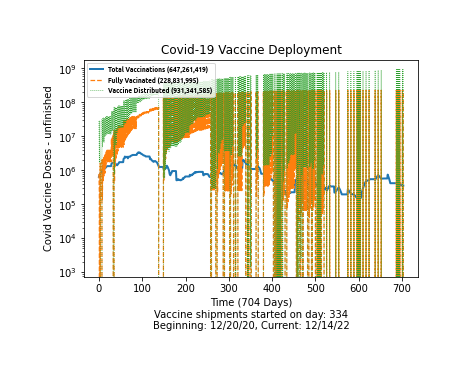 Covid-19 Vaccine Deployment
Total Vaccinations (647,261,419)
Fully Vacinated (228,831,995)
Vaccine Distributed (931,341,585)
Covid Vaccine Doses - unfinished
10⁹
10⁸
10⁷
10⁶
10⁵
10⁴
10³
0 100 200 300 400 500 600 700
Time (704 Days)
Vaccine shipments started on day: 334
Beginning: 12/20/20, Current: 12/14/22